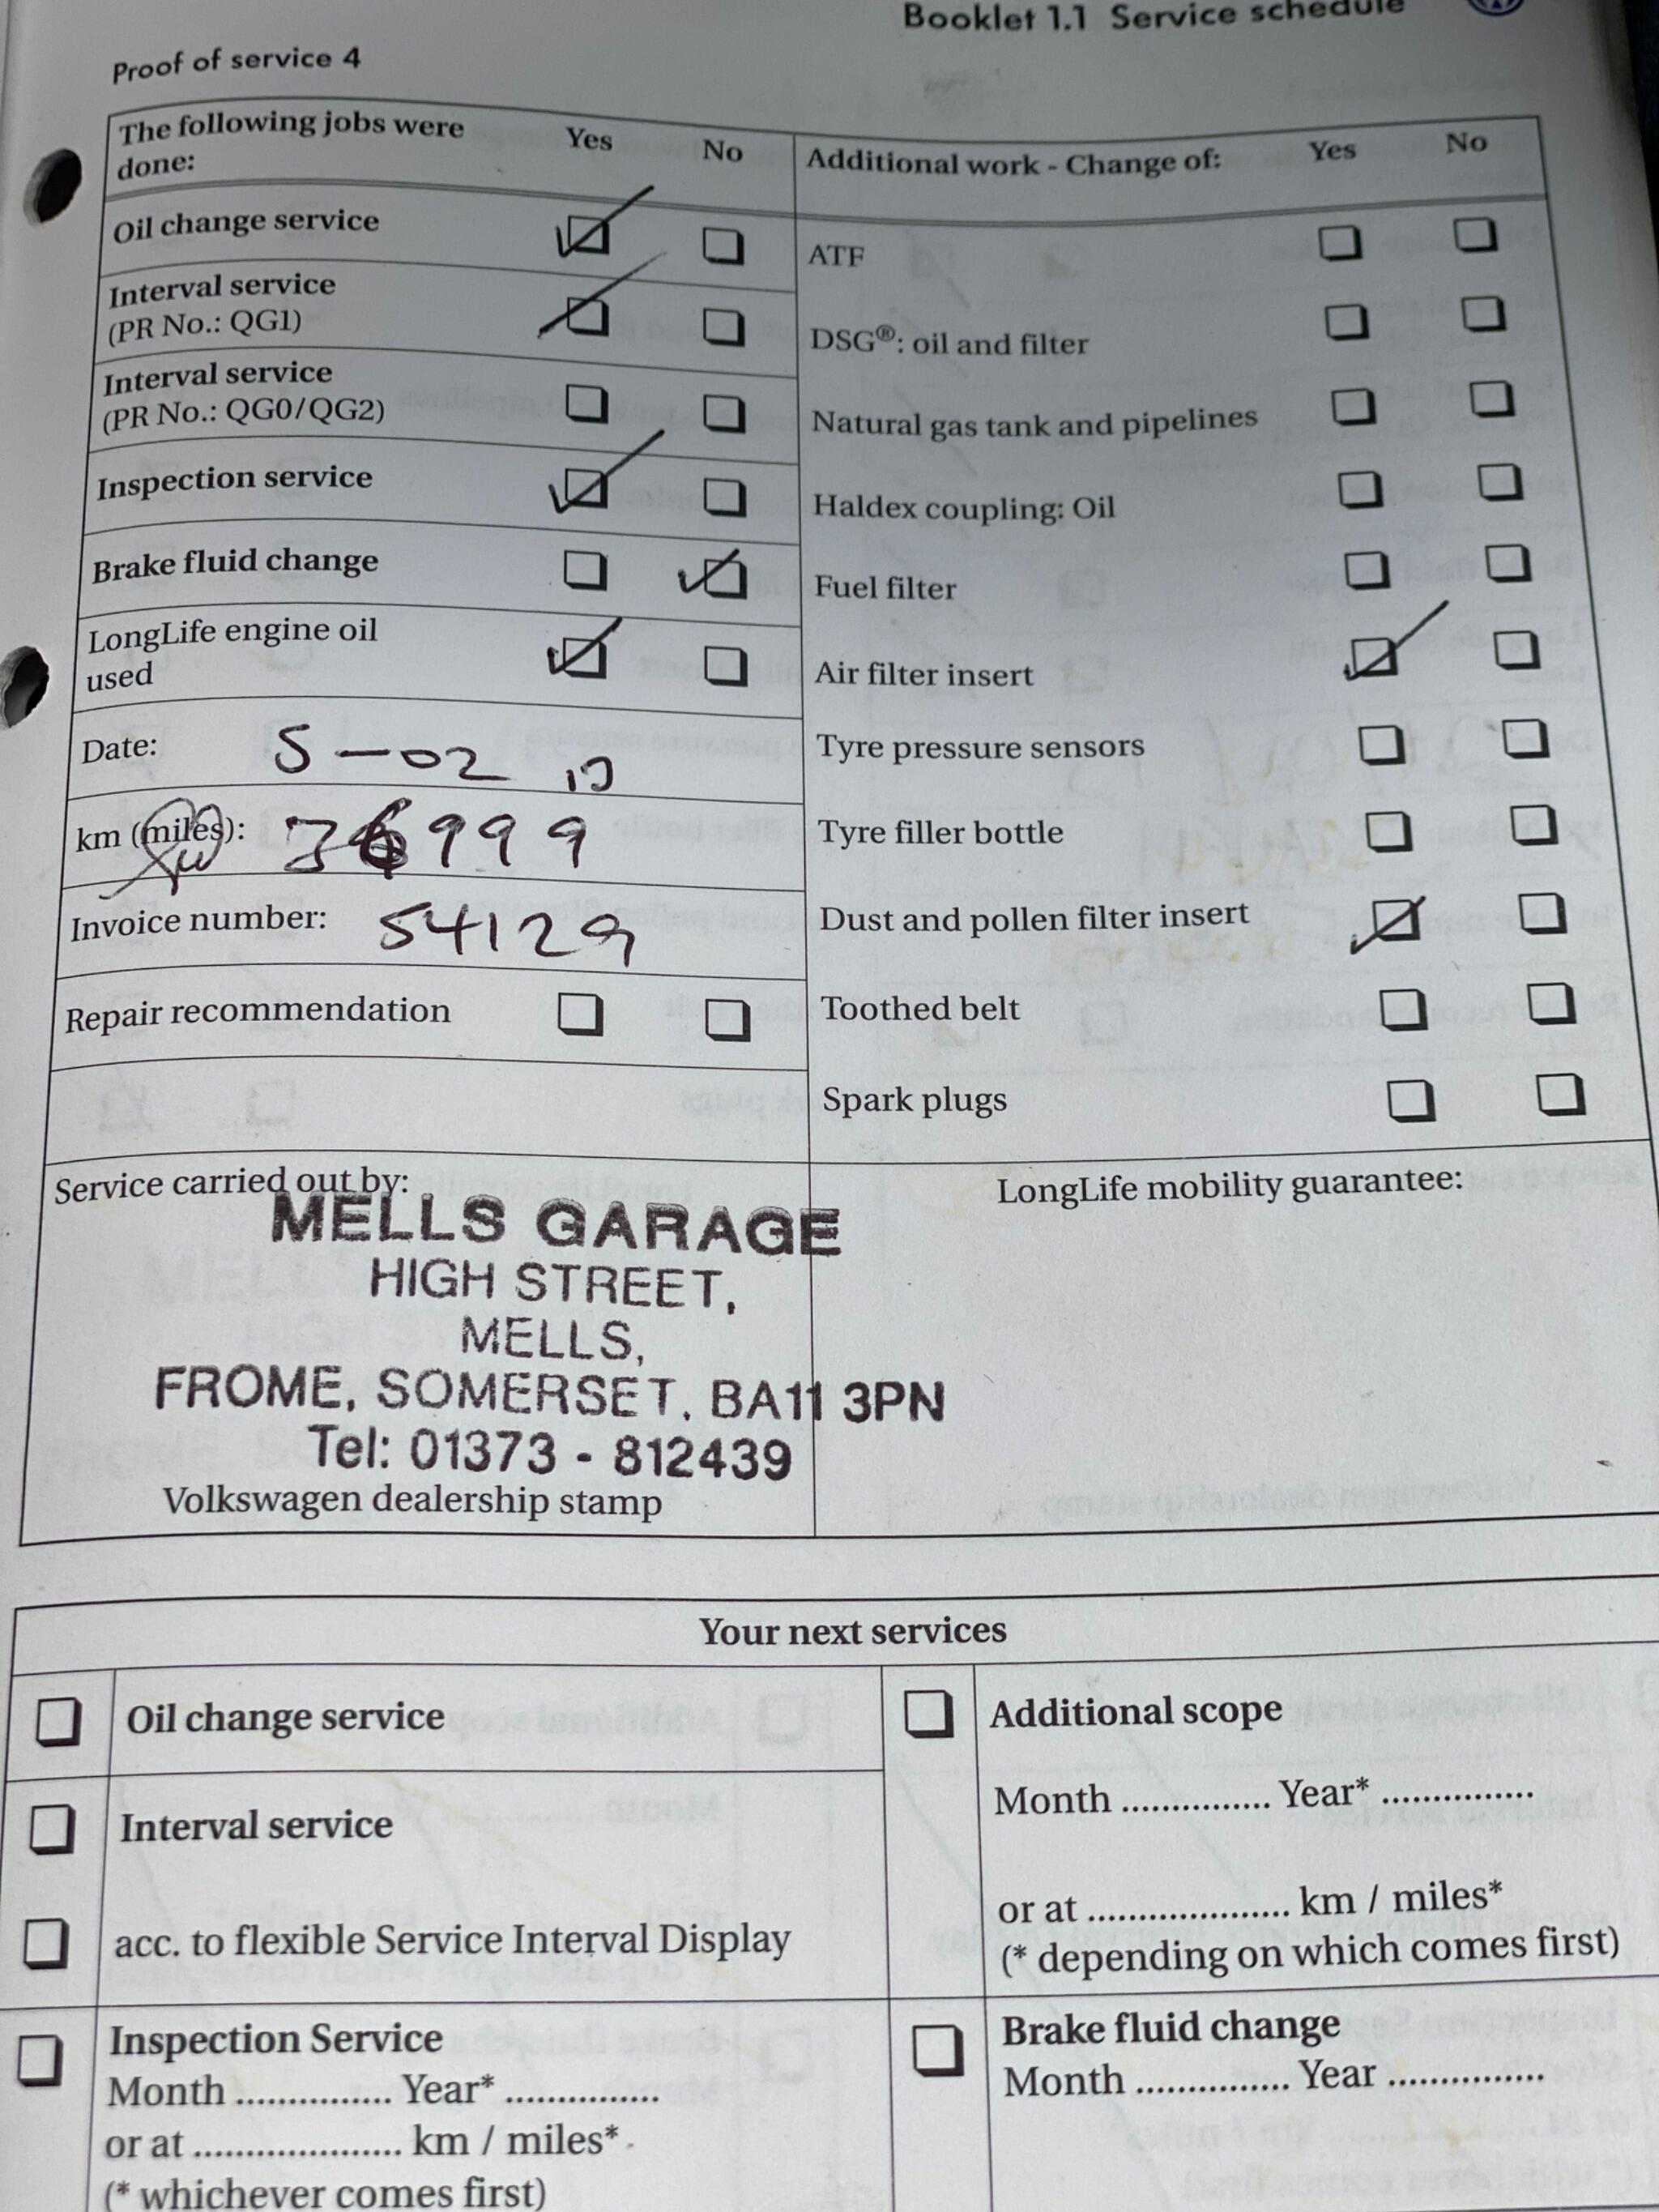 Booklet 1.1 Service schedule
Proof of service 4
The following jobs were done: Yes No
Oil change service
Interval service
(PR No.: QG1)
Interval service
(PR No.: QG0/QG2)
Inspection service
Brake fluid change
LongLife engine oil
used
Date: 5-02
km (miles): 36999
Invoice number: 54129
Repair recommendation
Additional work - Change of: Yes No
ATF
DSG®: oil and filter
Natural gas tank and pipelines
Haldex coupling: Oil
Fuel filter
Air filter insert
Tyre pressure sensors
Tyre filler bottle
Dust and pollen filter insert
Toothed belt
Spark plugs
Service carried out by:
MELLS GARAGE
HIGH STREET,
MELLS,
FROME, SOMERSET, BA11 3PN
Tel: 01373 - 812439
Volkswagen dealership stamp
LongLife mobility guarantee:
Your next services
Oil change service
Interval service
acc. to flexible Service Interval Display
Additional scope
Month ............... Year* ...............
or at .................... km / miles*
(* depending on which comes first)
Inspection Service
Month ............... Year* ...............
or at .................... km / miles*
(* whichever comes first)
Brake fluid change
Month ............... Year ...............